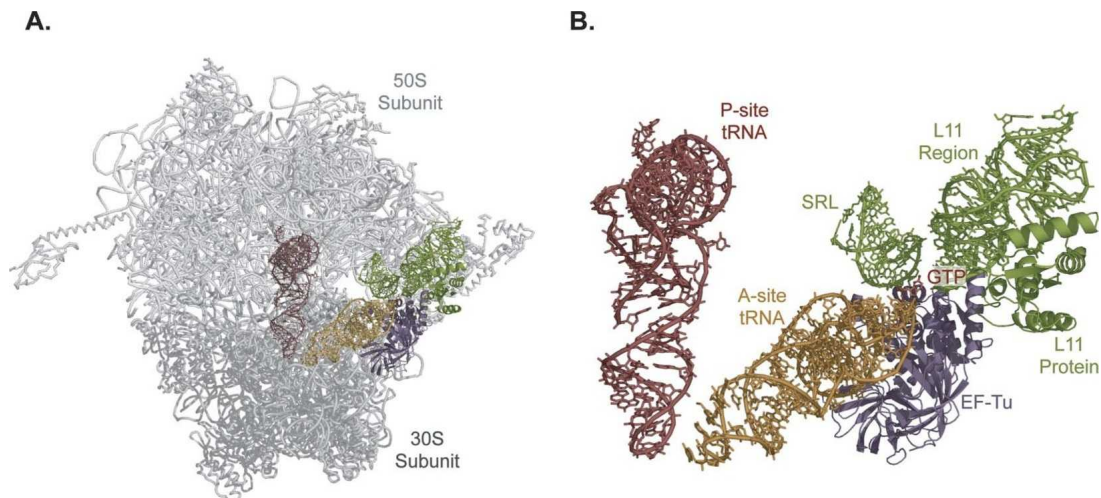 A.
50S
Subunit
30S
Subunit
B.
P-site
tRNA
L11
Region
SRL
GTP
A-site
tRNA
L11
Protein
EF-Tu